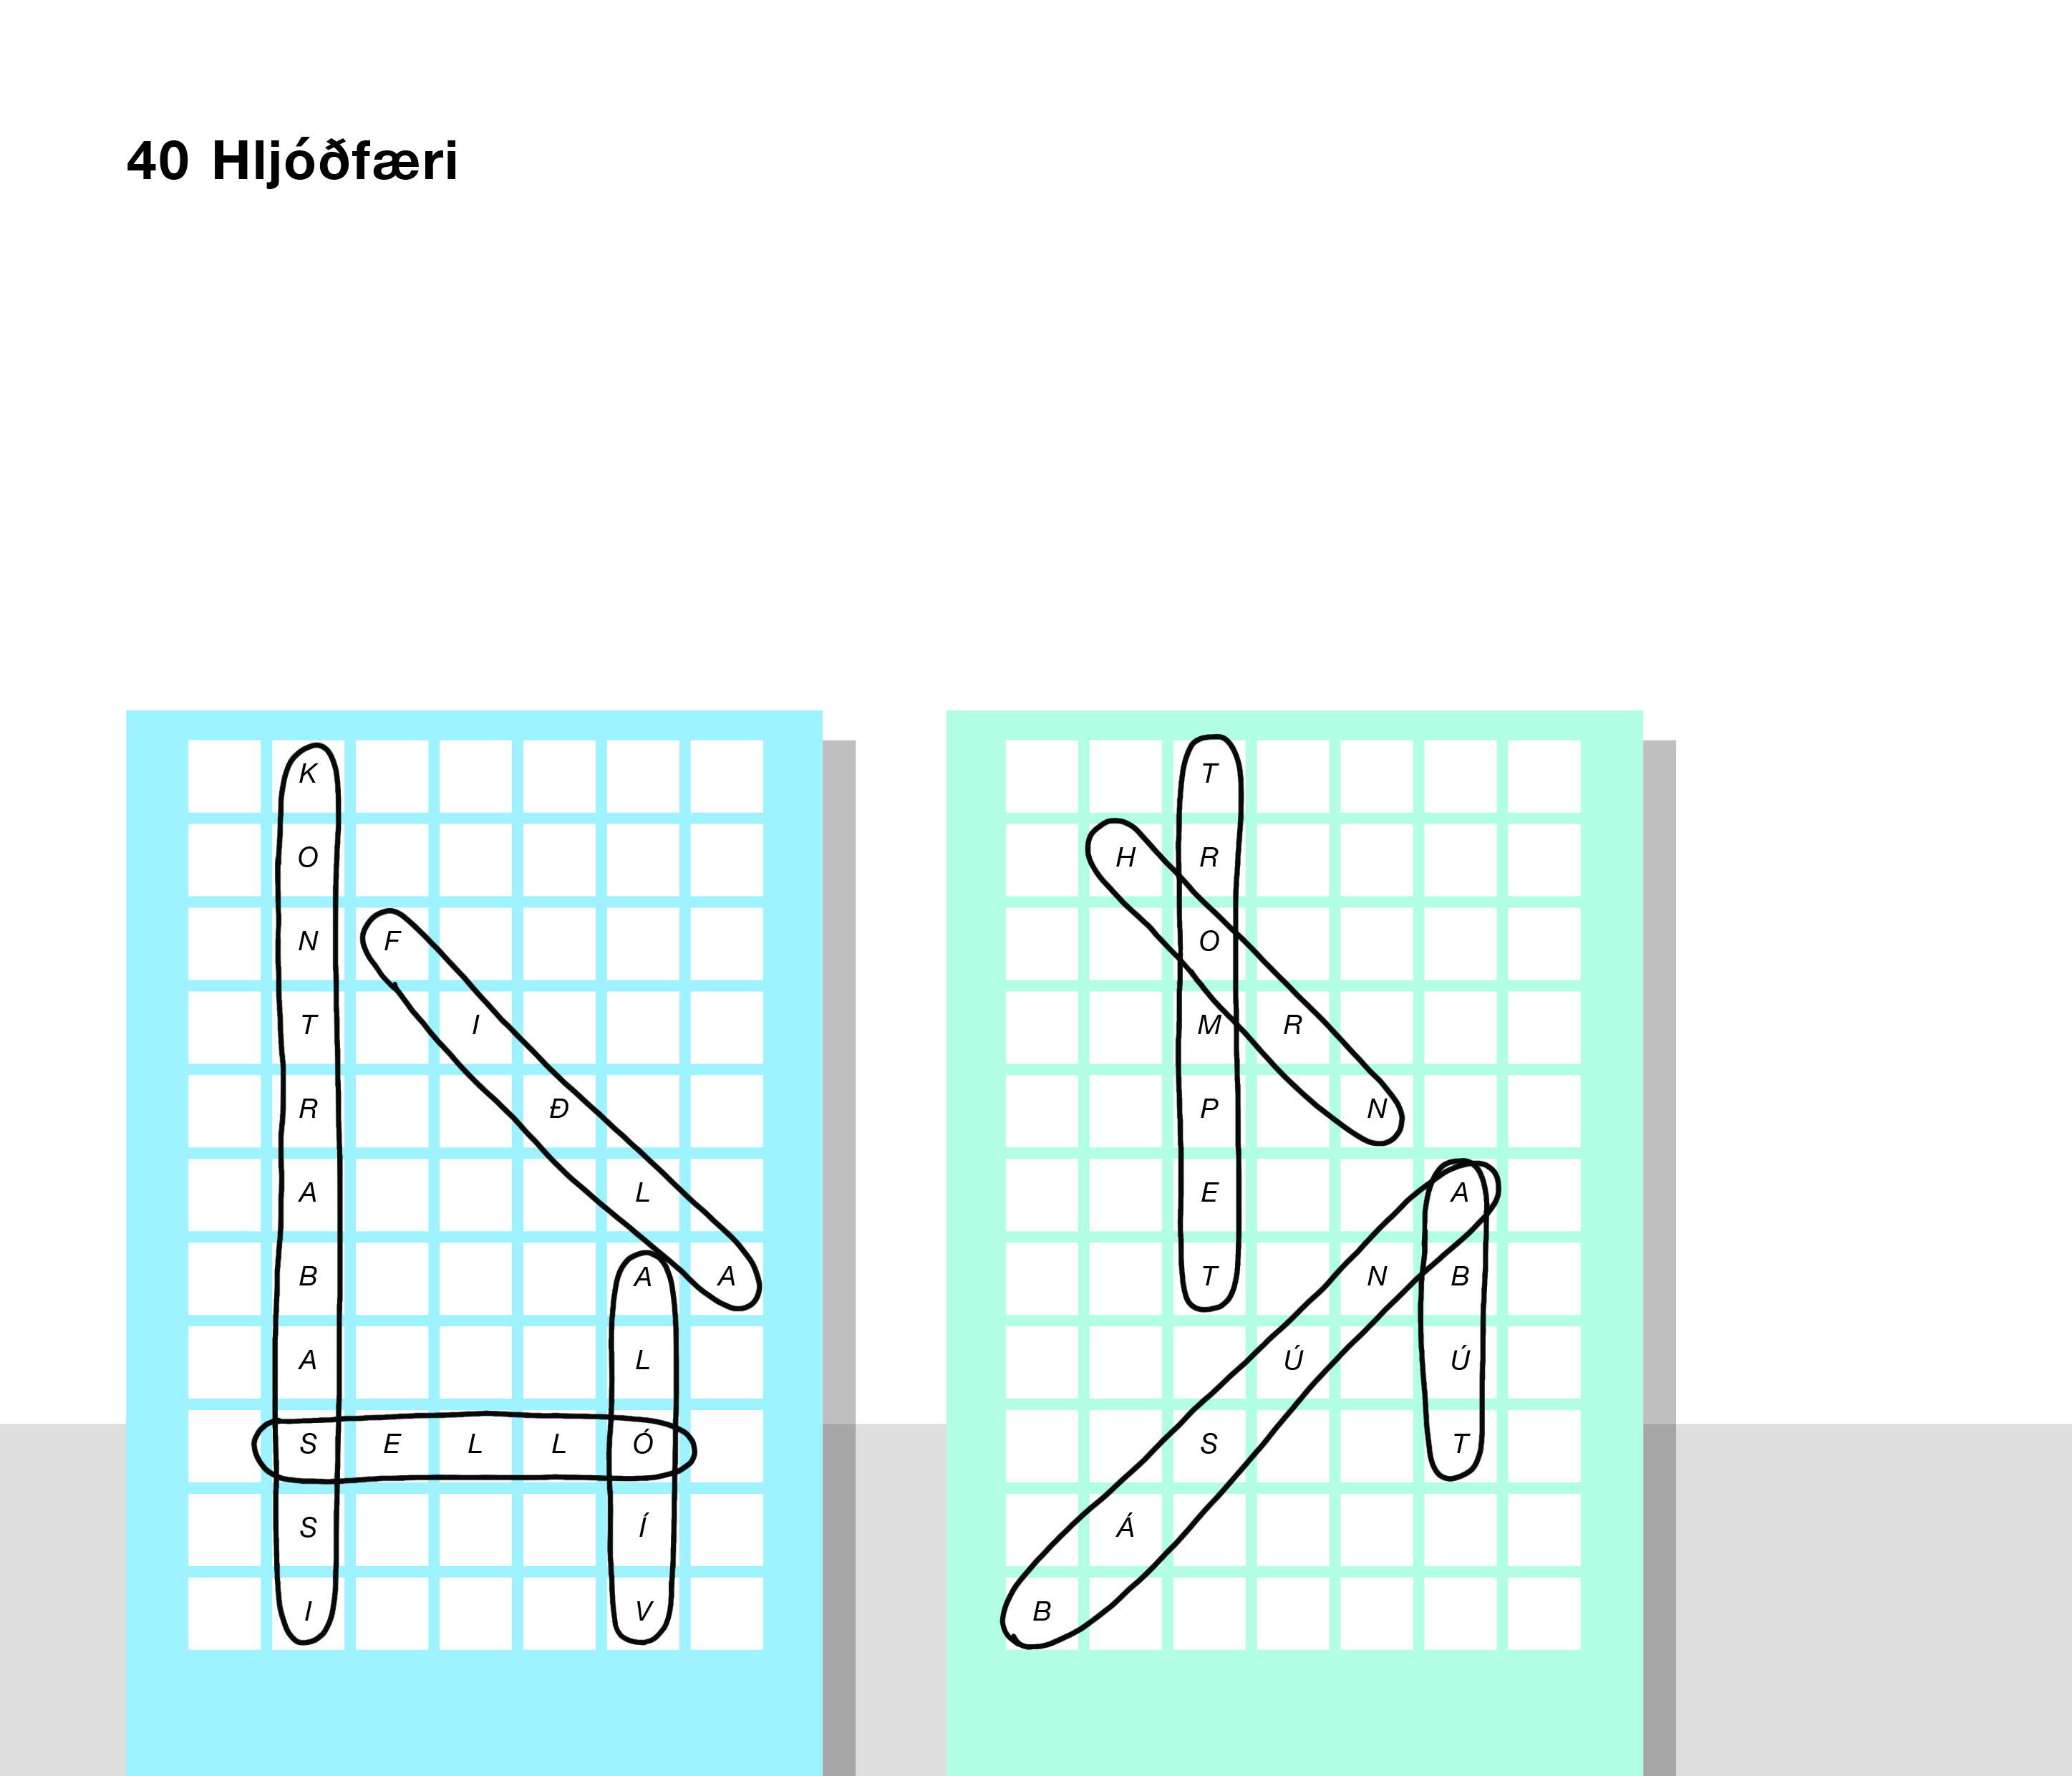 40 Hljóðfæri
K
O
N F
T I
R Đ
A L
B A A
A L
S E L L Ó
S Í
I V
T
H R
O
M R
P N
E A
T N B
Ú Ú
S T
Á
B